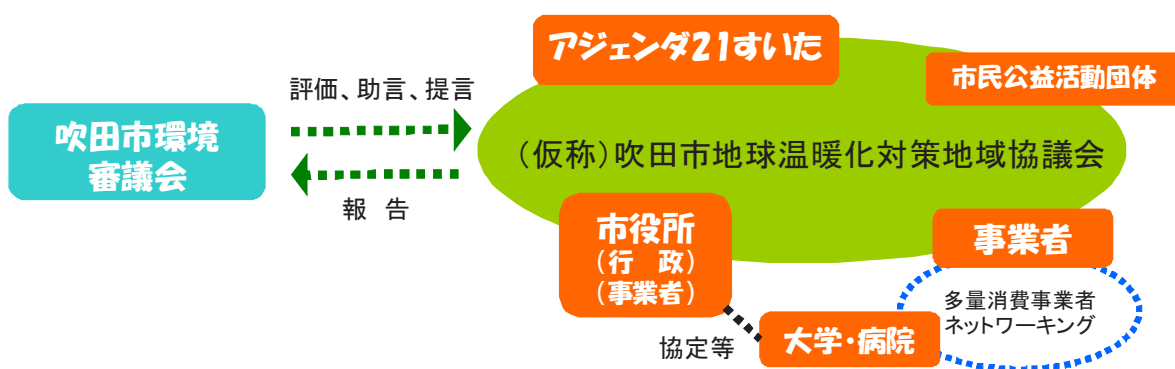 アジェンダ21すいた
市民公益活動団体
評価、助言、提言
吹田市環境
審議会
(仮称)吹田市地球温暖化対策地域協議会
報 告
市役所
(行 政)
(事業者)
事業者
多量消費事業者
ネットワーキング
大学・病院
協定等